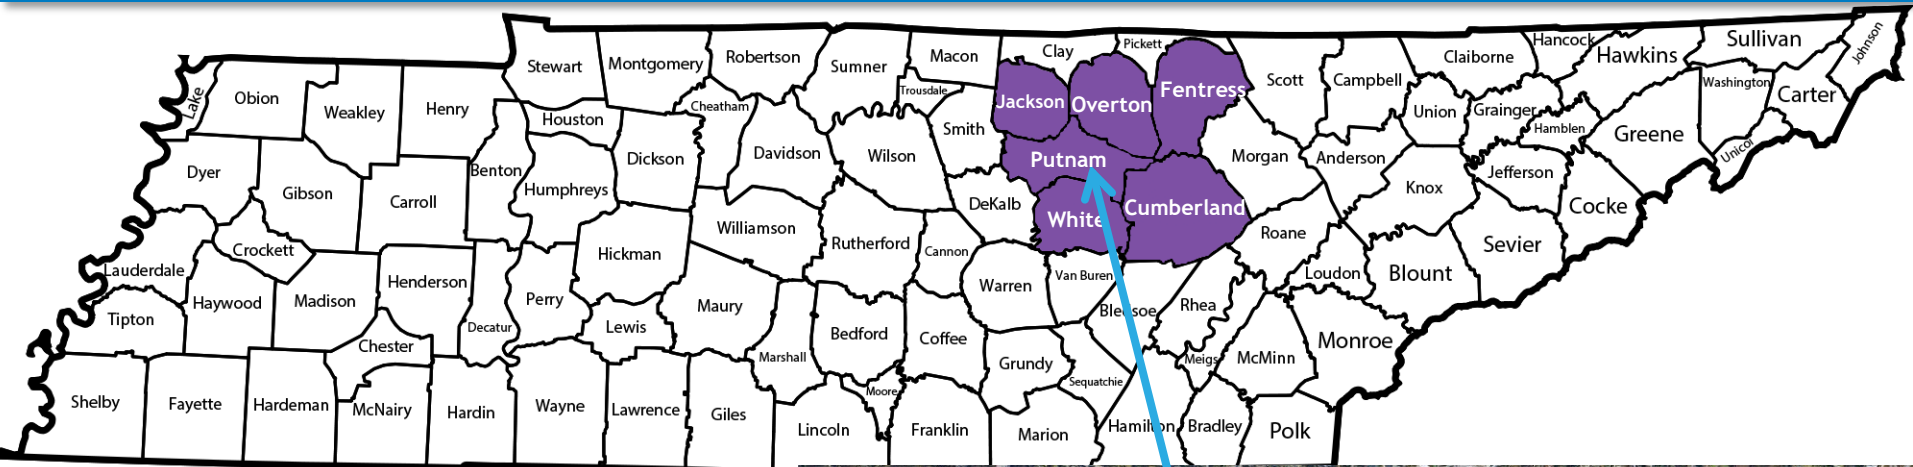 Lake
Obion
Weakley
Henry
Stewart
Montgomery
Robertson
Sumner
Macon
Trousdale
Clay
Pickett
Fentress
Scott
Campbell
Claiborne
Hancock
Hawkins
Sullivan
Johnson
Washington
Carter
Unicoi
Greene
Hamblen
Grainger
Union
Jackson
Overton
Smith
Cheatham
Houston
Dickson
Davidson
Wilson
Putnam
Morgan
Anderson
Knox
Jefferson
Cocke
Dyer
Gibson
Carroll
Benton
Humphreys
Williamson
Rutherford
Cannon
DeKalb
White
Cumberland
Roane
Loudon
Blount
Sevier
Crockett
Lauderdale
Haywood
Madison
Henderson
Decatur
Perry
Hickman
Lewis
Maury
Marshall
Bedford
Coffee
Warren
Van Buren
Bledsoe
Rhea
Meigs
McMinn
Monroe
Tipton
Chester
Grundy
Sequatchie
Shelby
Fayette
Hardeman
McNairy
Hardin
Wayne
Lawrence
Giles
Lincoln
Moore
Franklin
Marion
Hamilton
Bradley
Polk